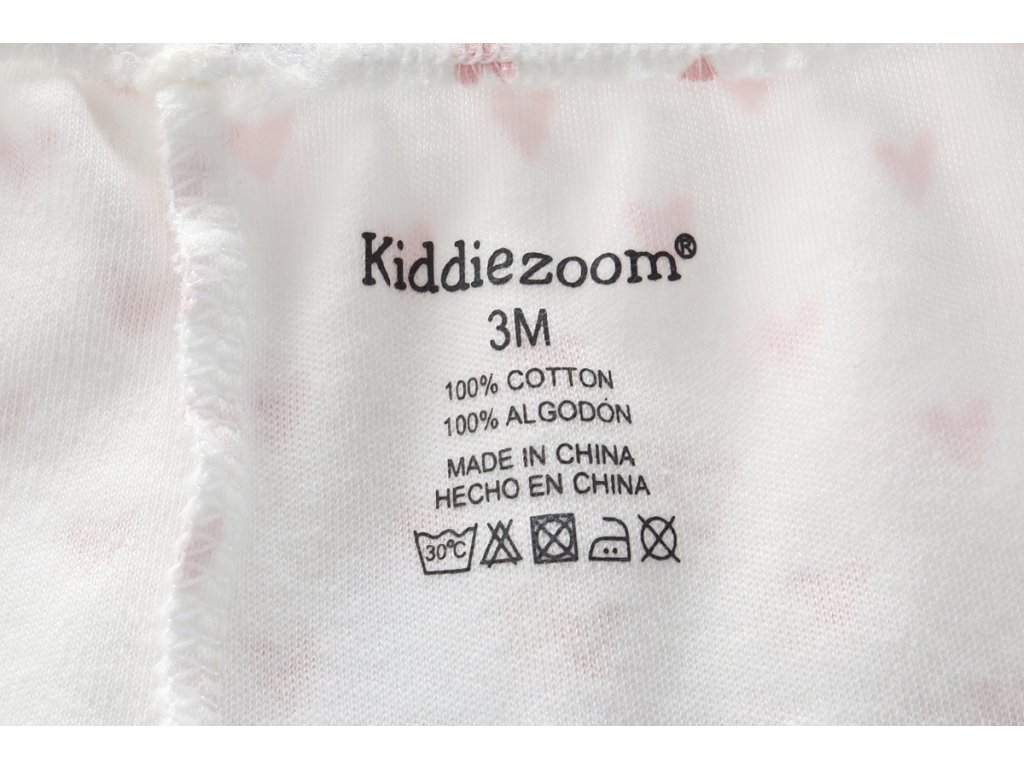 Kiddiezoom®
3M
100% COTTON
100% ALGODÓN
MADE IN CHINA
HECHO EN CHINA
30°C